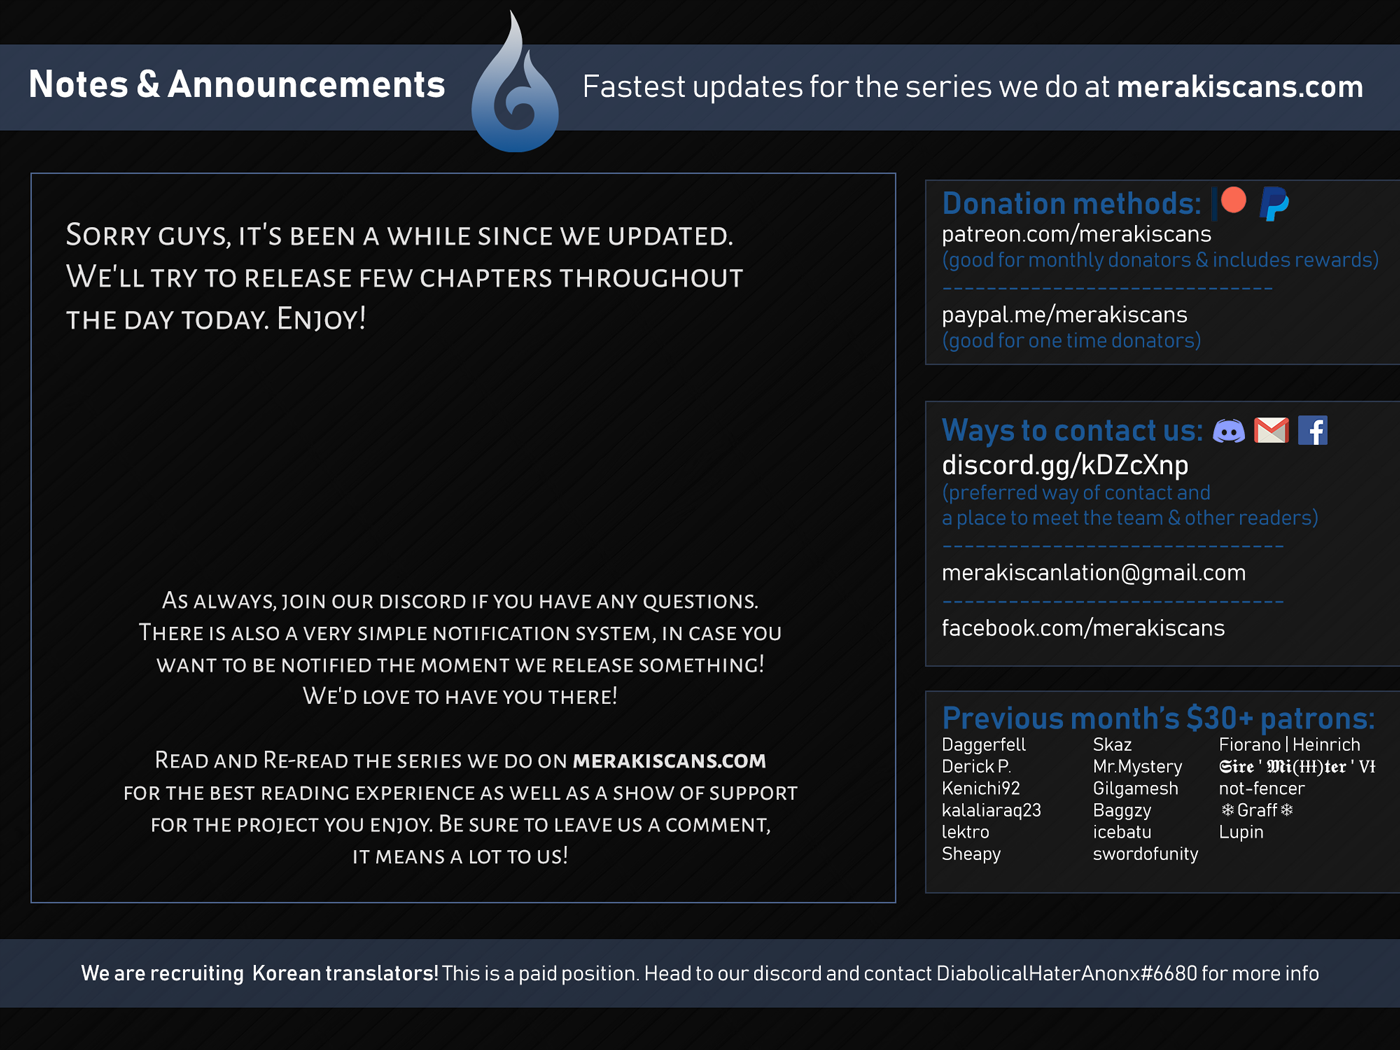 Notes & Announcements
Fastest updates for the series we do at merakiscans.com
Sorry guys, it's been a while since we updated.
We'll try to release few chapters throughout
the day today. Enjoy!
As always, join our discord if you have any questions.
There is also a very simple notification system, in case you
want to be notified the moment we release something!
We'd love to have you there!
Read and Re-read the series we do on merakiscans.com
for the best reading experience as well as a show of support
for the project you enjoy. Be sure to leave us a comment,
it means a lot to us!
Donation methods:
patreon.com/merakiscans
(good for monthly donators & includes rewards)
------------------------------
paypal.me/merakiscans
(good for one time donators)
Ways to contact us:
discord.gg/kDZcXnp
(preferred way of contact and
a place to meet the team & other readers)
-------------------------------
merakiscanlation@gmail.com
-------------------------------
facebook.com/merakiscans
Previous month's $30+ patrons:
Daggerfell Skaz Fiorano | Heinrich
Derick P. Mr.Mystery 𝕾𝖎𝖗𝖊 ' 𝕸𝖎(ƗƗƗ)𝖙𝖊𝖗 ' VƗ
Kenichi92 Gilgamesh not-fencer
kalaliaraq23 Baggzy ❄Graff❄
lektro icebatu Lupin
Sheapy swordofunity
We are recruiting Korean translators! This is a paid position. Head to our discord and contact DiabolicalHaterAnonx#6680 for more info